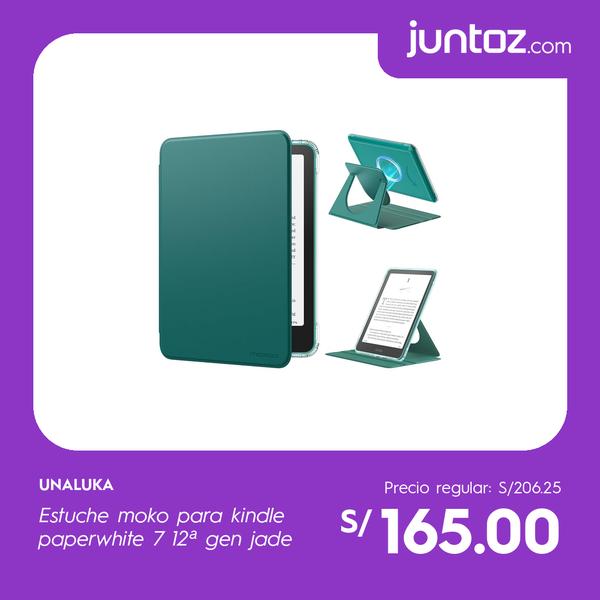 juntoz.com
UNALUKA
Estuche moko para kindle
paperwhite 7 12ª gen jade
Precio regular: S/206.25
S/165.00